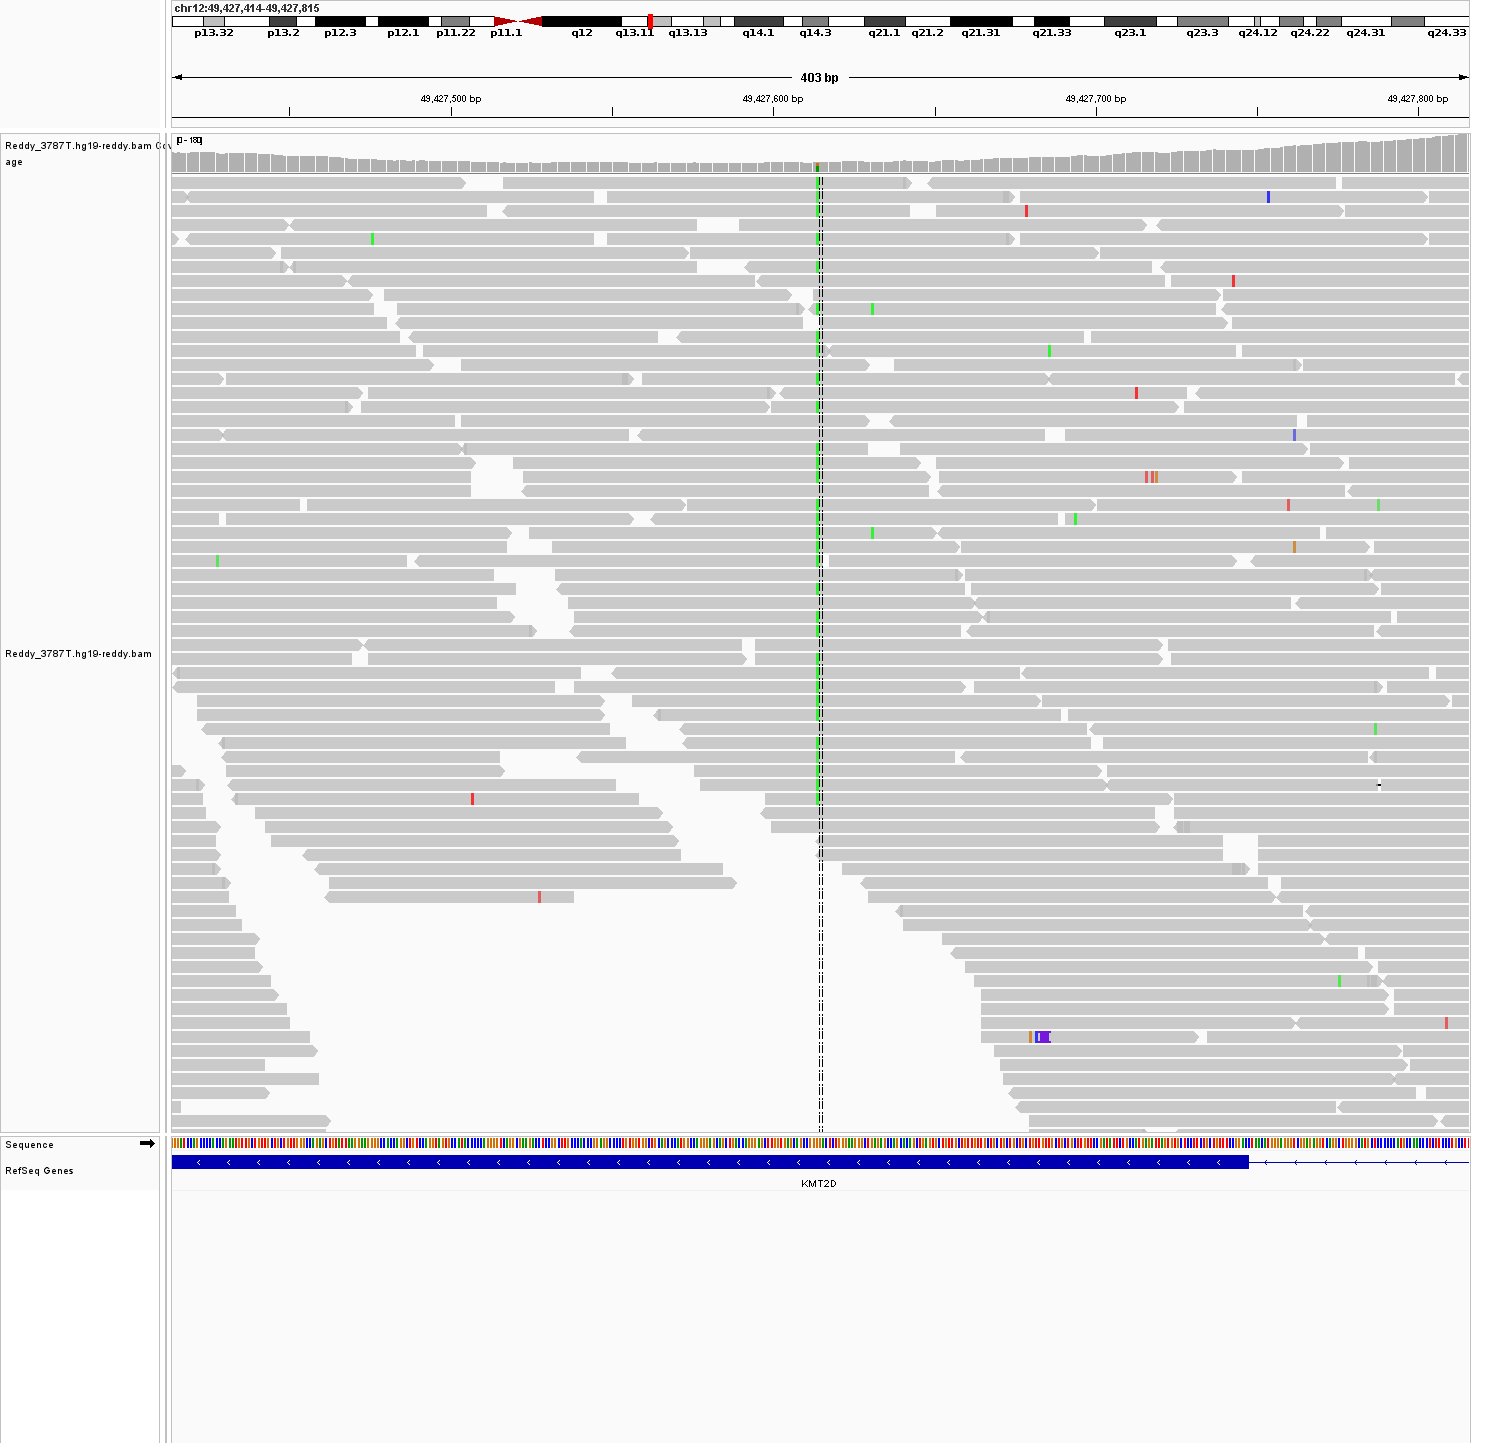 chr12:49,427,414-49,427,815
p13.32 p13.2 p12.3 p12.1 p11.22 p11.1 q12 q13.11 q13.13 q14.1 q14.3 q21.1 q21.2 q21.31 q21.33 q23.1 q23.3 q24.12 q24.22 q24.31 q24.33
403 bp
49,427,500 bp 49,427,600 bp 49,427,700 bp 49,427,800 bp
[0 - 180]
Reddy_3787T.hg19-reddy.bam Cov
age
Reddy_3787T.hg19-reddy.bam
Sequence
RefSeq Genes
KMT2D